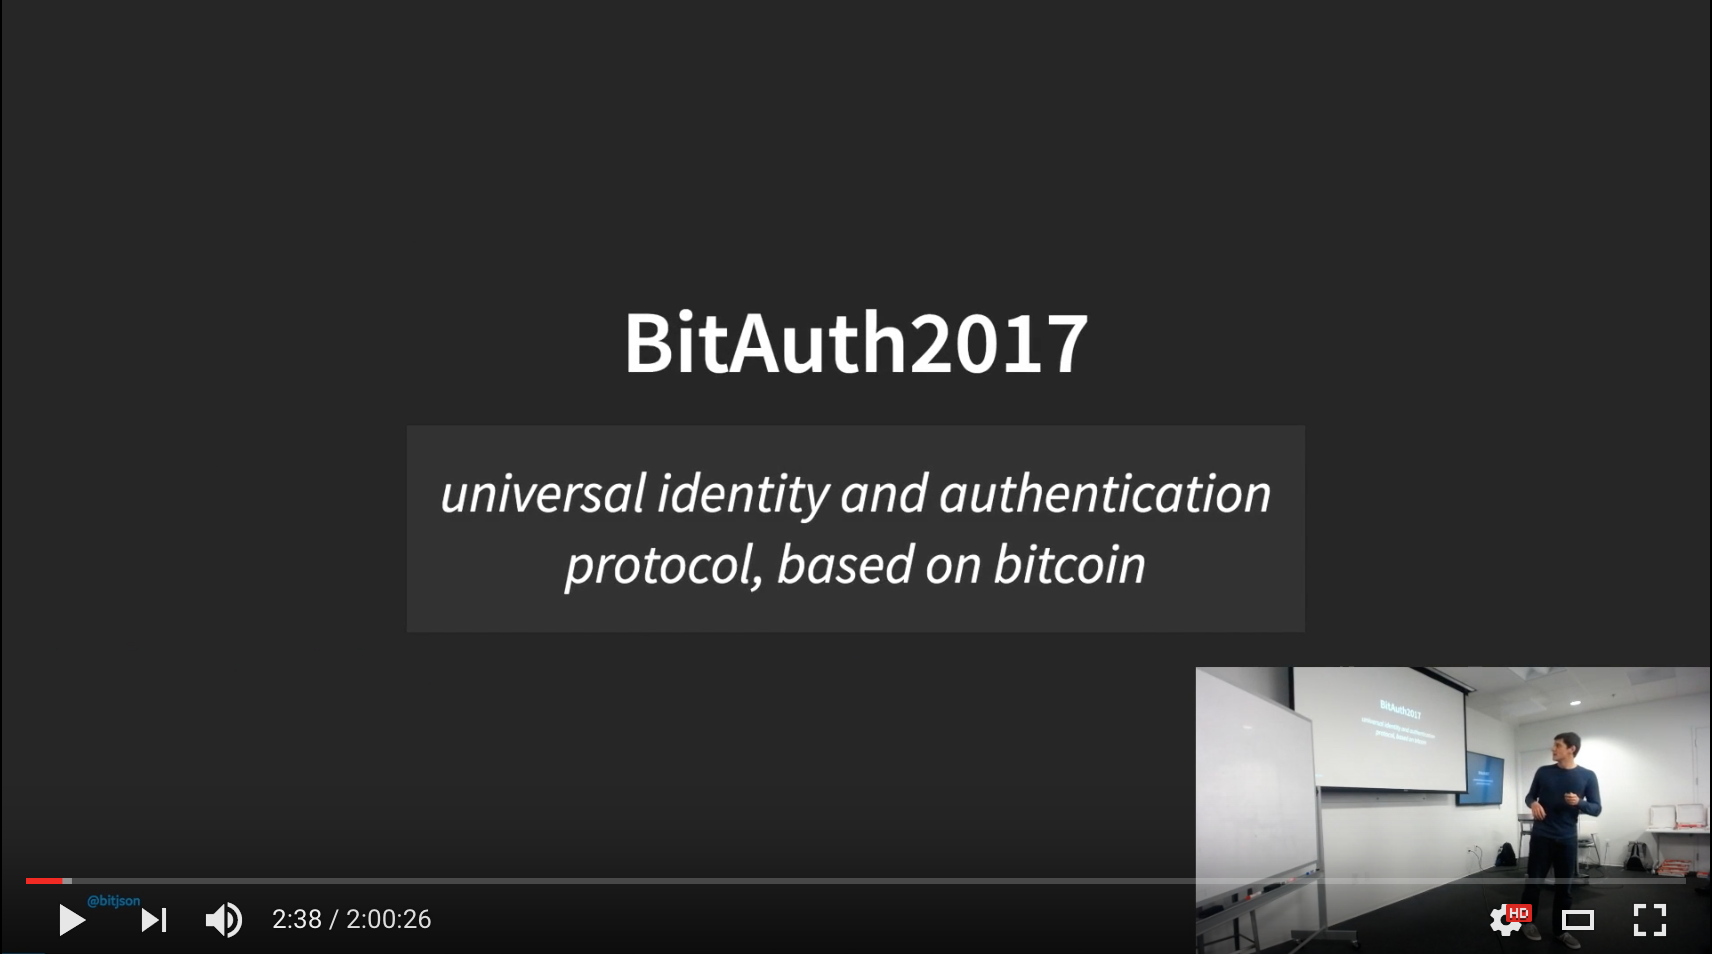 BitAuth2017
universal identity and authentication
protocol, based on bitcoin
BitAuth2017
universal identity and authentication
protocol, based on bitcoin
@bitjson
2:38 / 2:00:26
HD